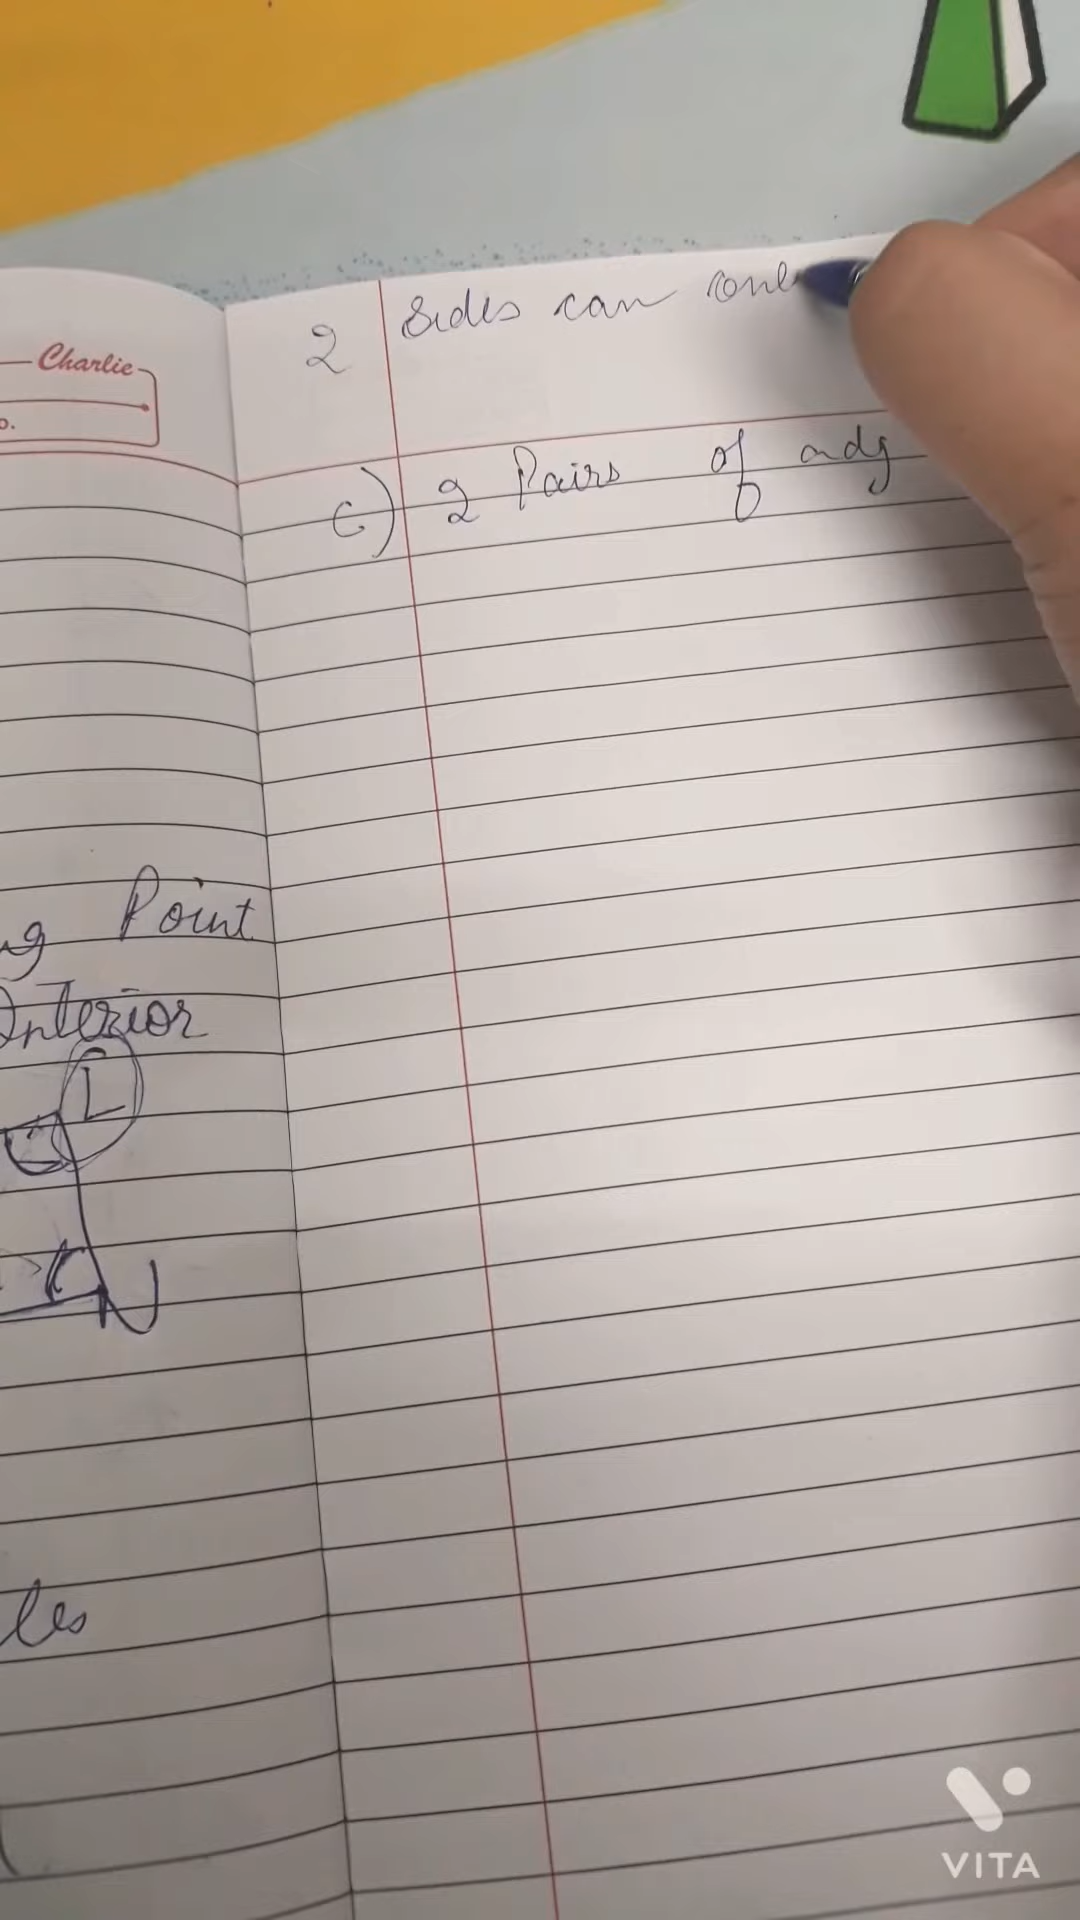 Charlie
o.
Point
Interior
L
N
les
2 sides can onl
c) 2 Pairs of adj
VITA